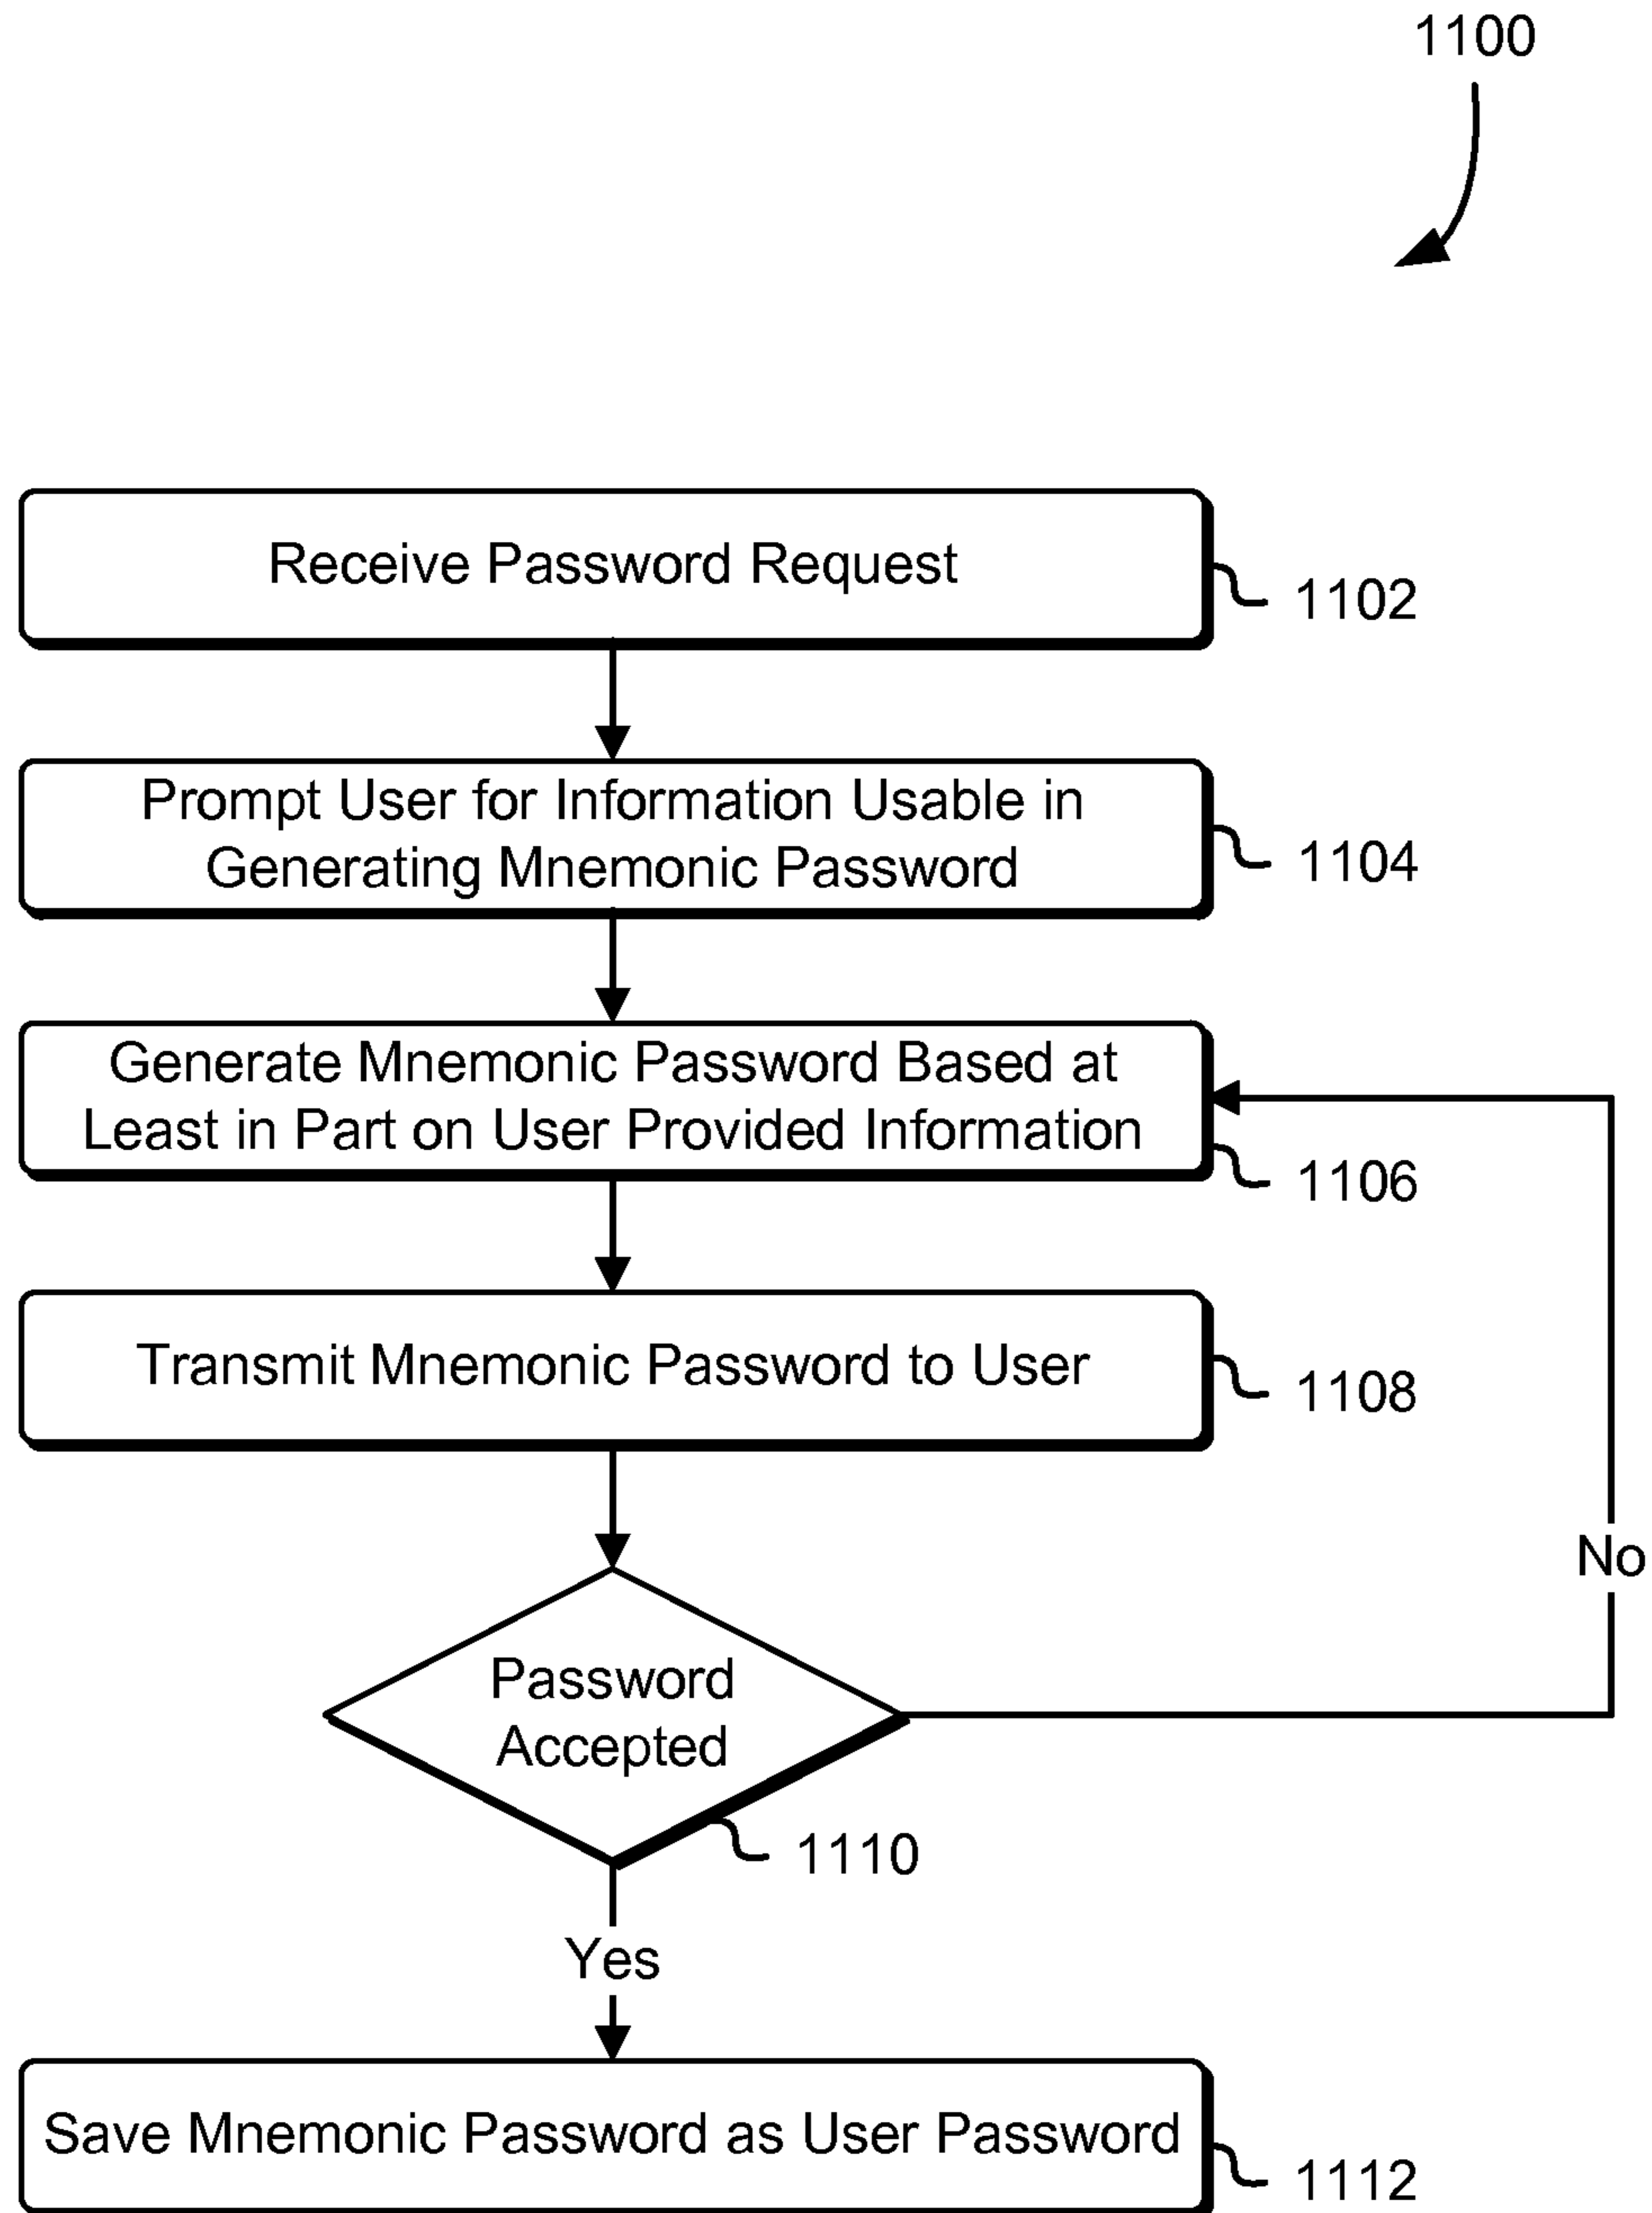 1100
Receive Password Request
1102
Prompt User for Information Usable in
Generating Mnemonic Password
1104
Generate Mnemonic Password Based at
Least in Part on User Provided Information
1106
Transmit Mnemonic Password to User
1108
No
Password
Accepted
1110
Yes
Save Mnemonic Password as User Password
1112